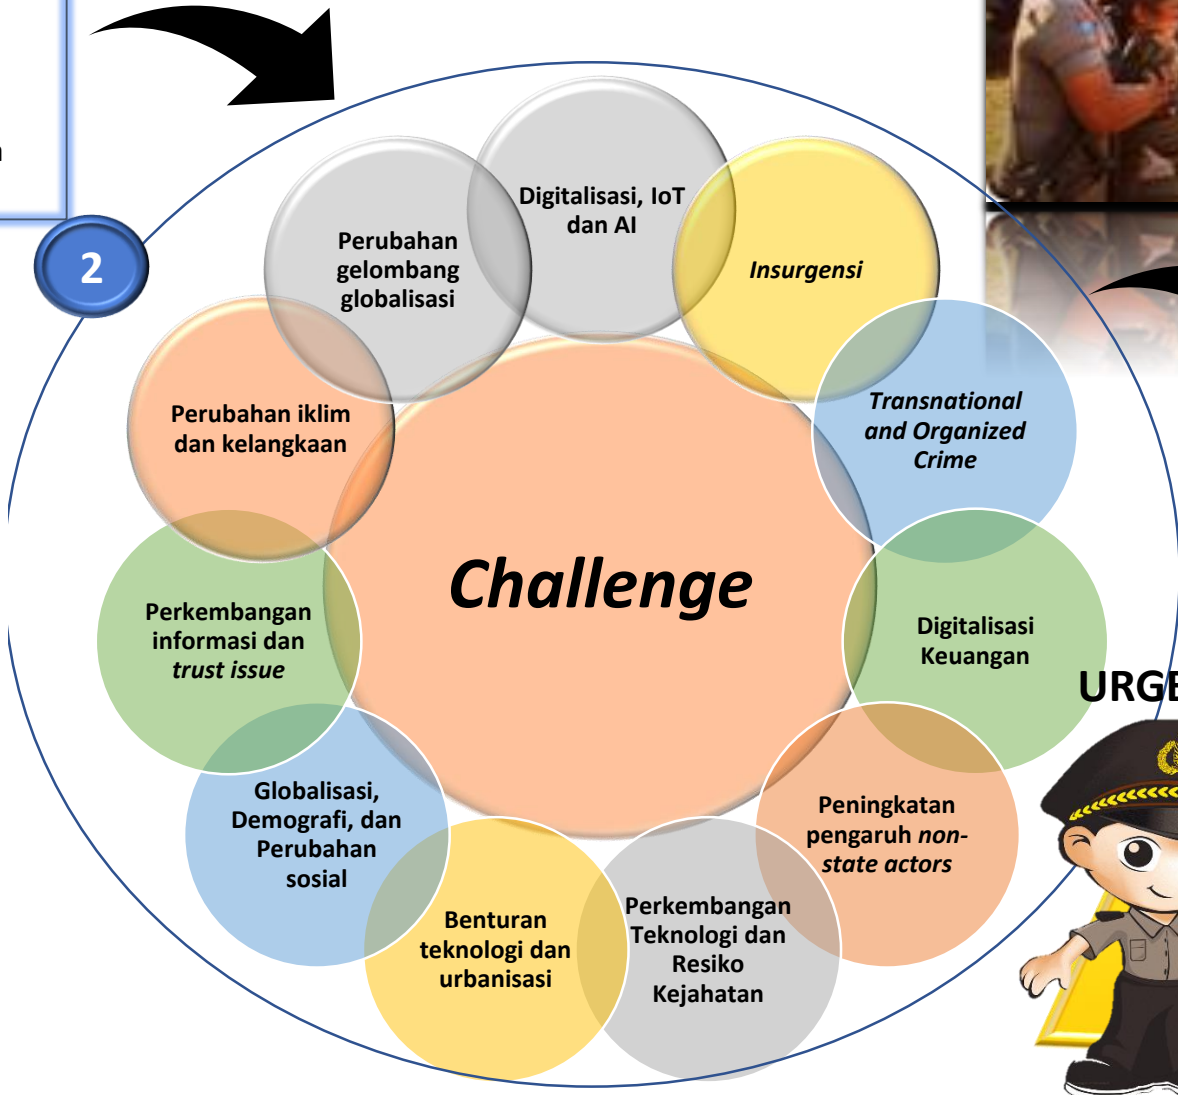 2
Digitalisasi, IoT
dan AI
Insurgensi
Transnational
and Organized
Crime
Digitalisasi
Keuangan
Peningkatan
pengaruh non-
state actors
Perkembangan
Teknologi dan
Resiko
Kejahatan
Benturan
teknologi dan
urbanisasi
Globalisasi,
Demografi, dan
Perubahan
sosial
Perkembangan
informasi dan
trust issue
Perubahan iklim
dan kelangkaan
Perubahan
gelombang
globalisasi
Challenge